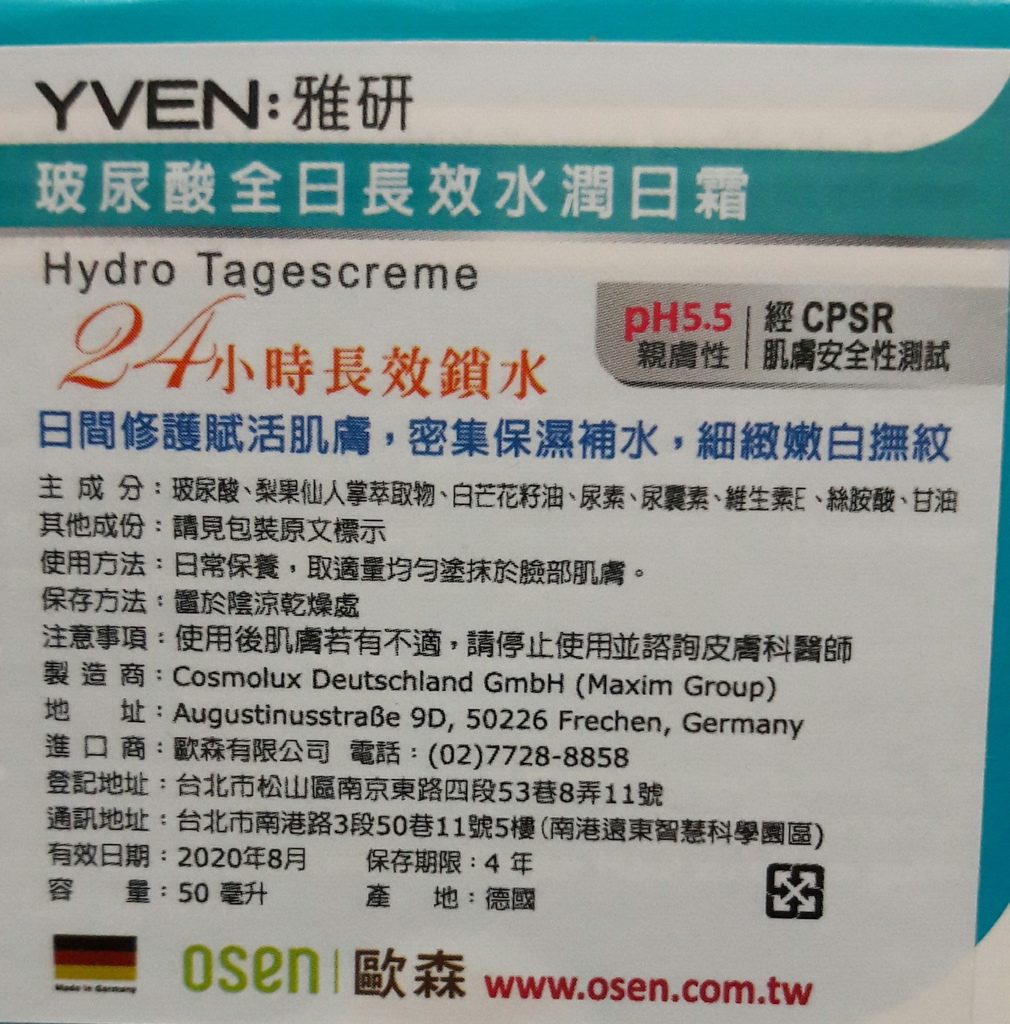 YVEN:雅研
玻尿酸全日長效水潤日霜
Hydro Tagescreme
24小時長效鎖水
pH5.5 親膚性
經CPSR 肌膚安全性測試
日間修護賦活肌膚，密集保濕補水，細緻嫩白撫紋
主成分：玻尿酸、梨果仙人掌萃取物、白芒花籽油、尿素、尿囊素、維生素E、絲胺酸、甘油
其他成份：請見包裝原文標示
使用方法：日常保養，取適量均勻塗抹於臉部肌膚。
保存方法：置於陰涼乾燥處
注意事項：使用後肌膚若有不適，請停止使用並諮詢皮膚科醫師
製造商：Cosmolux Deutschland GmbH (Maxim Group)
地址：Augustinusstraße 9D, 50226 Frechen, Germany
進口商：歐森有限公司 電話：(02)7728-8858
登記地址：台北市松山區南京東路四段53巷8弄11號
通訊地址：台北市南港路3段50巷11號5樓(南港遠東智慧科學園區)
有效日期：2020年8月 保存期限：4 年
容量：50 毫升 產地：德國
Made in Germany
osen | 歐森 www.osen.com.tw